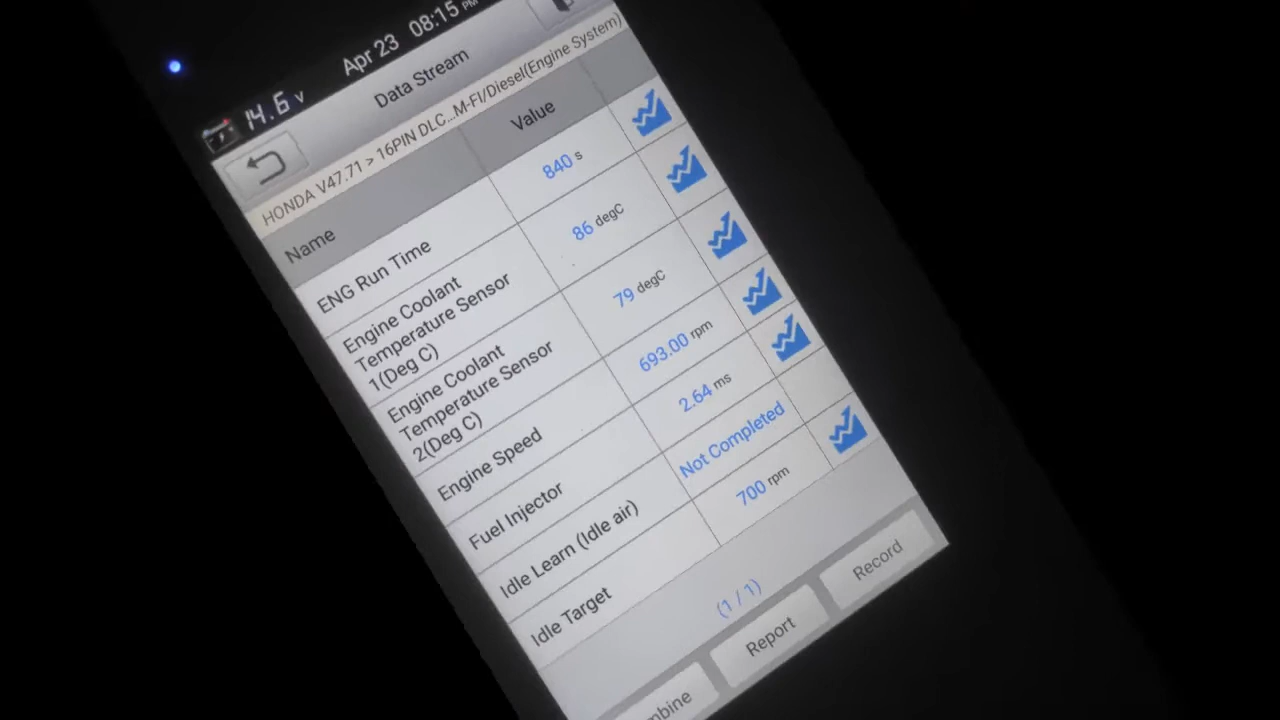 Apr 23 08:15 PM
14.6 V
Data Stream
HONDA V47.71 > 16PIN DLC...M-FI/Diesel(Engine System)
Name Value
ENG Run Time 840 s
Engine Coolant
Temperature Sensor
1(Deg C) 86 degC
Engine Coolant
Temperature Sensor
2(Deg C) 79 degC
Engine Speed 693.00 rpm
Fuel Injector 2.64 ms
Idle Learn (Idle air) Not Completed
Idle Target 700 rpm
(1 / 1)
Report Record